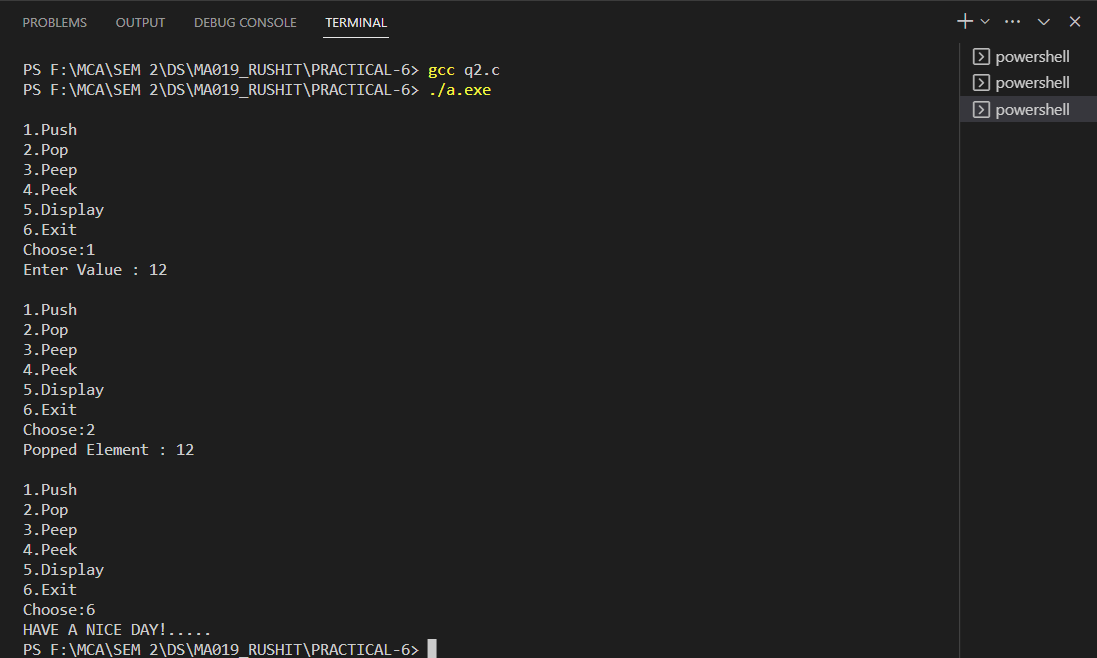 PROBLEMS OUTPUT DEBUG CONSOLE TERMINAL
powershell
powershell
powershell
PS F:\MCA\SEM 2\DS\MA019_RUSHIT\PRACTICAL-6> gcc q2.c
PS F:\MCA\SEM 2\DS\MA019_RUSHIT\PRACTICAL-6> ./a.exe
1.Push
2.Pop
3.Peep
4.Peek
5.Display
6.Exit
Choose:1
Enter Value : 12
1.Push
2.Pop
3.Peep
4.Peek
5.Display
6.Exit
Choose:2
Popped Element : 12
1.Push
2.Pop
3.Peep
4.Peek
5.Display
6.Exit
Choose:6
HAVE A NICE DAY!.....
PS F:\MCA\SEM 2\DS\MA019_RUSHIT\PRACTICAL-6>